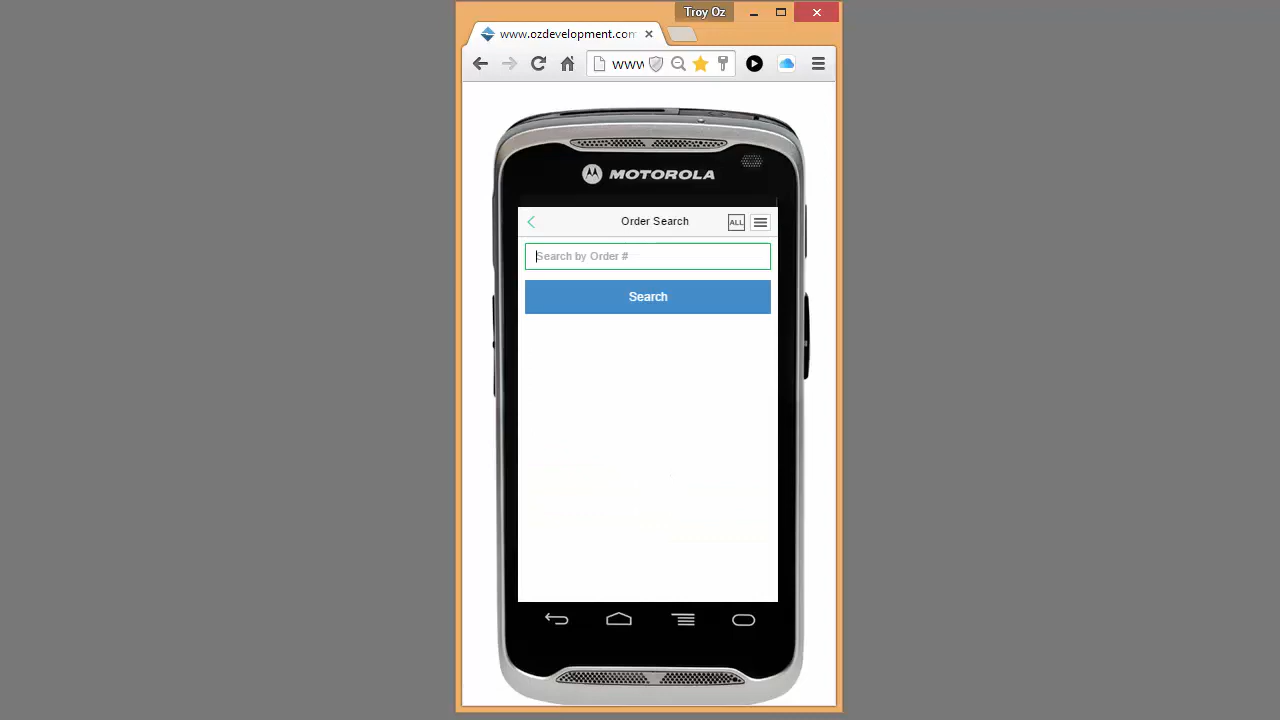 Troy Oz
www.ozdevelopment.com
www
MOTOROLA
Order Search
ALL
Search by Order #
Search